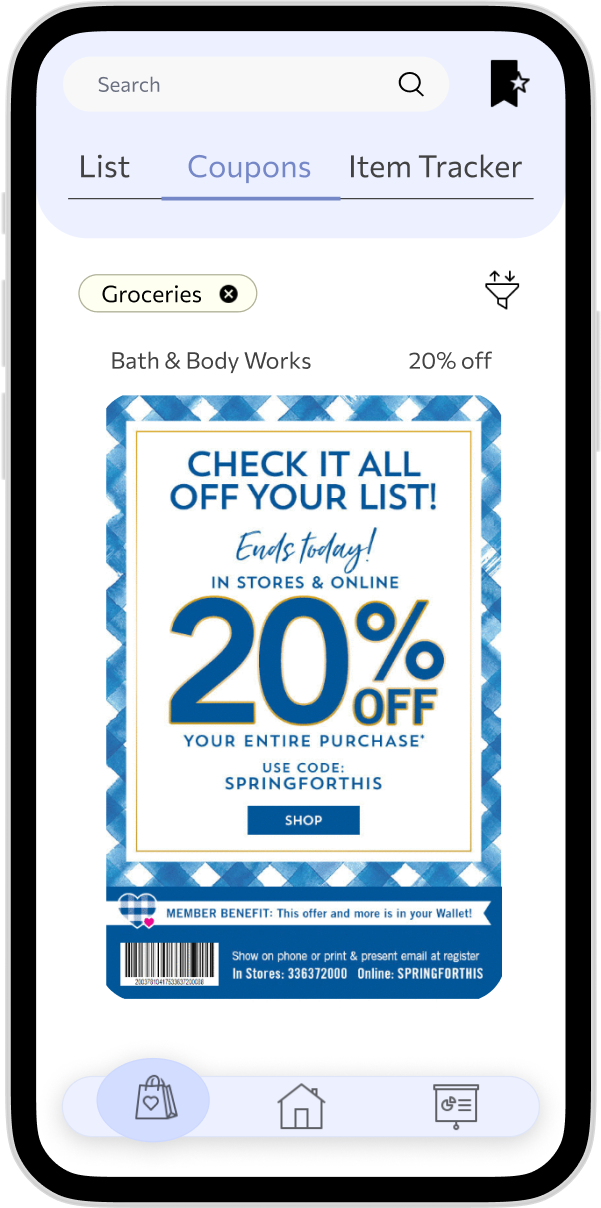 Search
List Coupons Item Tracker
Groceries
Bath & Body Works 20% off
CHECK IT ALL
OFF YOUR LIST!
Ends today!
IN STORES & ONLINE
20% OFF
YOUR ENTIRE PURCHASE*
USE CODE:
SPRINGFORTHIS
SHOP
MEMBER BENEFIT: This offer and more is in your Wallet!
Show on phone or print & present email at register
In Stores: 336372000 Online: SPRINGFORTHIS